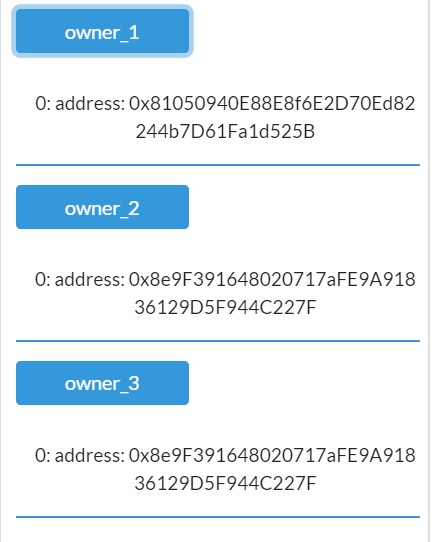 owner_1
0: address: 0x81050940E88E8f6E2D70Ed82
244b7D61Fa1d525B
owner_2
0: address: 0x8e9F391648020717aFE9A918
36129D5F944C227F
owner_3
0: address: 0x8e9F391648020717aFE9A918
36129D5F944C227F